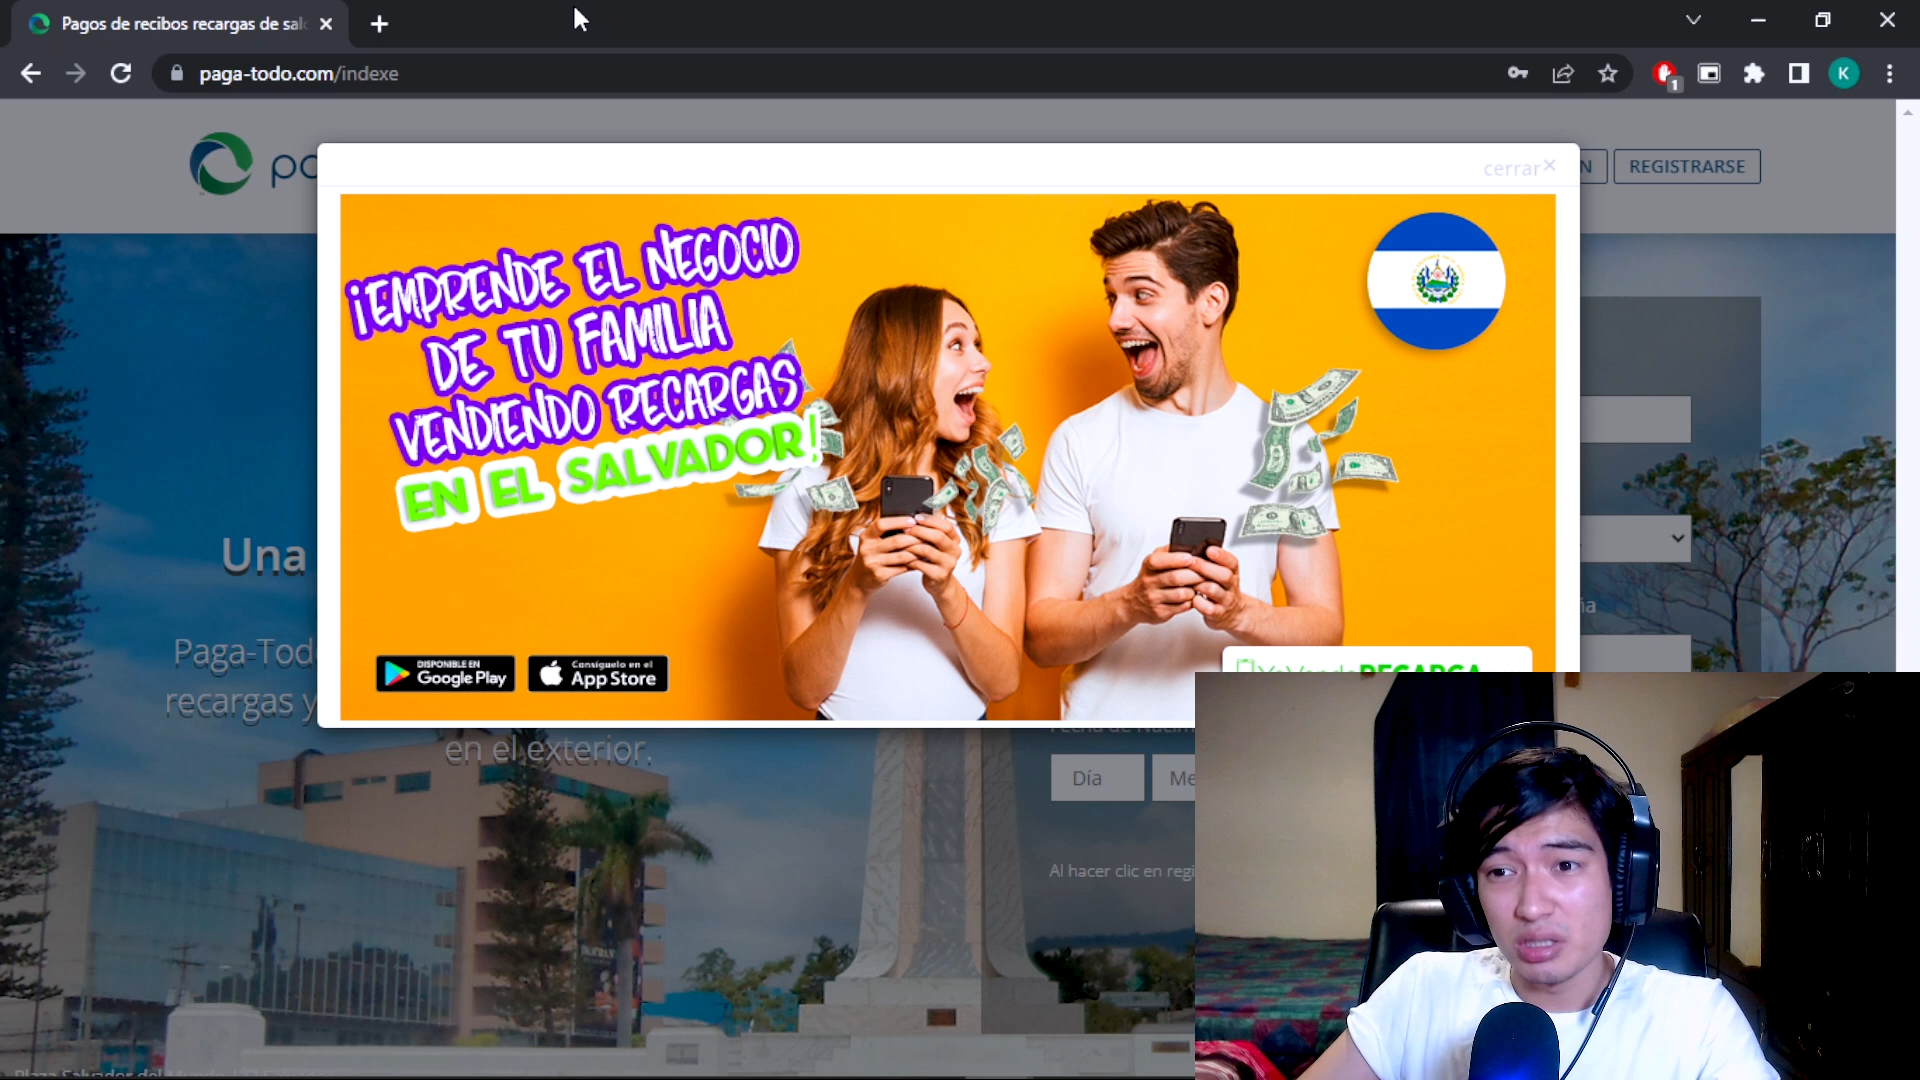 Pagos de recibos recargas de sal
paga-todo.com/indexe
1
K
REGISTRARSE
cerrar×
¡EMPRENDE EL NEGOCIO
DE TU FAMILIA
VENDIENDO RECARGAS
EN EL SALVADOR!
Una
Paga-Tod
recargas y
en el exterior.
DISPONIBLE EN
Google Play
Consíguelo en el
App Store
Día
Me
Al hacer clic en regi